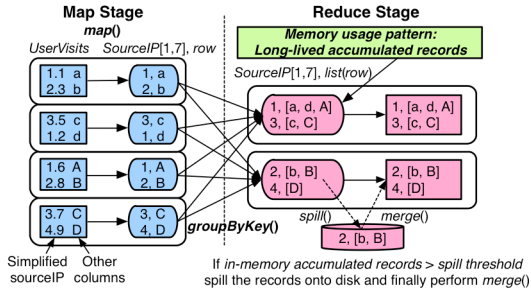 Map Stage
map()
UserVisits
SourceIP[1,7], row
1.1 a
2.3 b
1, a
2, b
3.5 c
1.2 d
3, c
1, d
1.6 A
2.8 B
1, A
2, B
3.7 C
4.9 D
3, C
4, D
groupByKey()
Simplified
sourceIP
Other
columns
Reduce Stage
Memory usage pattern:
Long-lived accumulated records
SourceIP[1,7], list(row)
1, [a, d, A]
3, [c, C]
1, [a, d, A]
3, [c, C]
2, [b, B]
4, [D]
2, [b, B]
4, [D]
spill()
merge()
2, [b, B]
If in-memory accumulated records > spill threshold
spill the records onto disk and finally perform merge()